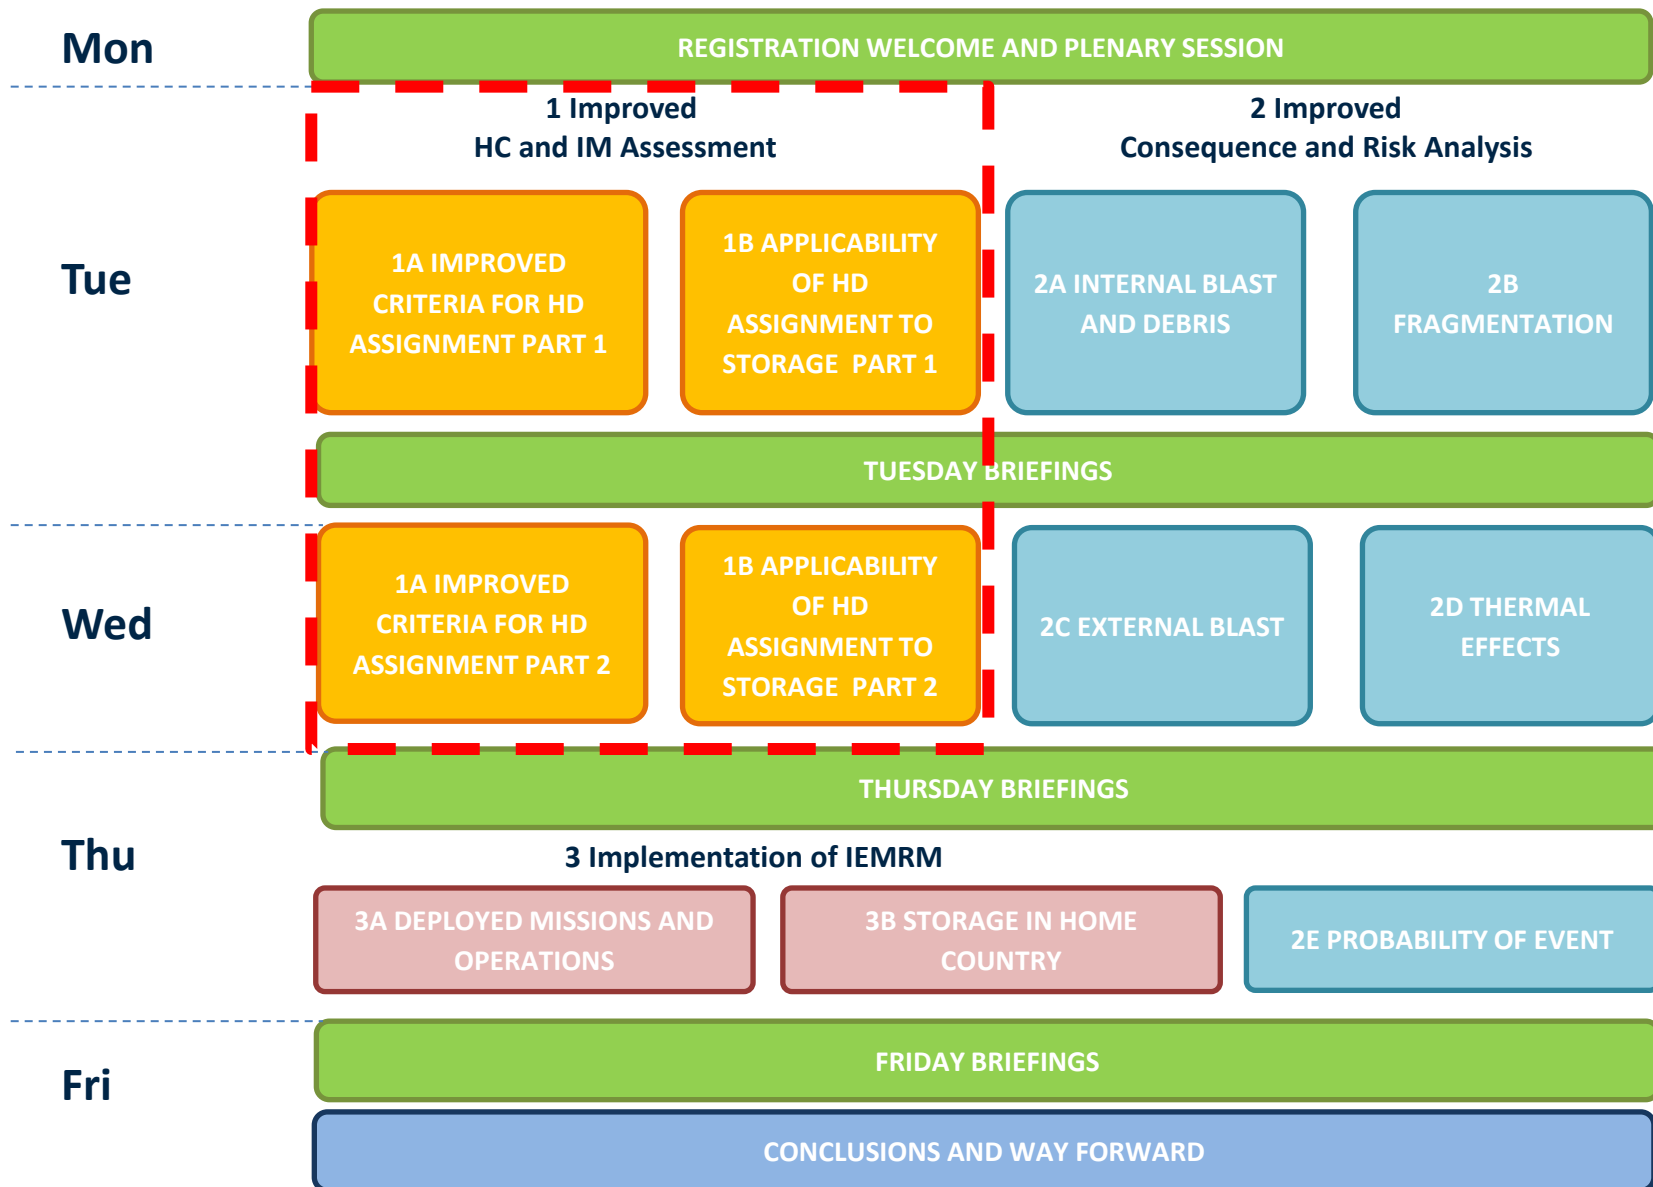 Mon
REGISTRATION WELCOME AND PLENARY SESSION
1 Improved
HC and IM Assessment
2 Improved
Consequence and Risk Analysis
Tue
1A IMPROVED
CRITERIA FOR HD
ASSIGNMENT PART 1
1B APPLICABILITY
OF HD
ASSIGNMENT TO
STORAGE PART 1
2A INTERNAL BLAST
AND DEBRIS
2B
FRAGMENTATION
TUESDAY BRIEFINGS
Wed
1A IMPROVED
CRITERIA FOR HD
ASSIGNMENT PART 2
1B APPLICABILITY
OF HD
ASSIGNMENT TO
STORAGE PART 2
2C EXTERNAL BLAST
2D THERMAL
EFFECTS
THURSDAY BRIEFINGS
Thu
3 Implementation of IEMRM
3A DEPLOYED MISSIONS AND
OPERATIONS
3B STORAGE IN HOME
COUNTRY
2E PROBABILITY OF EVENT
Fri
FRIDAY BRIEFINGS
CONCLUSIONS AND WAY FORWARD